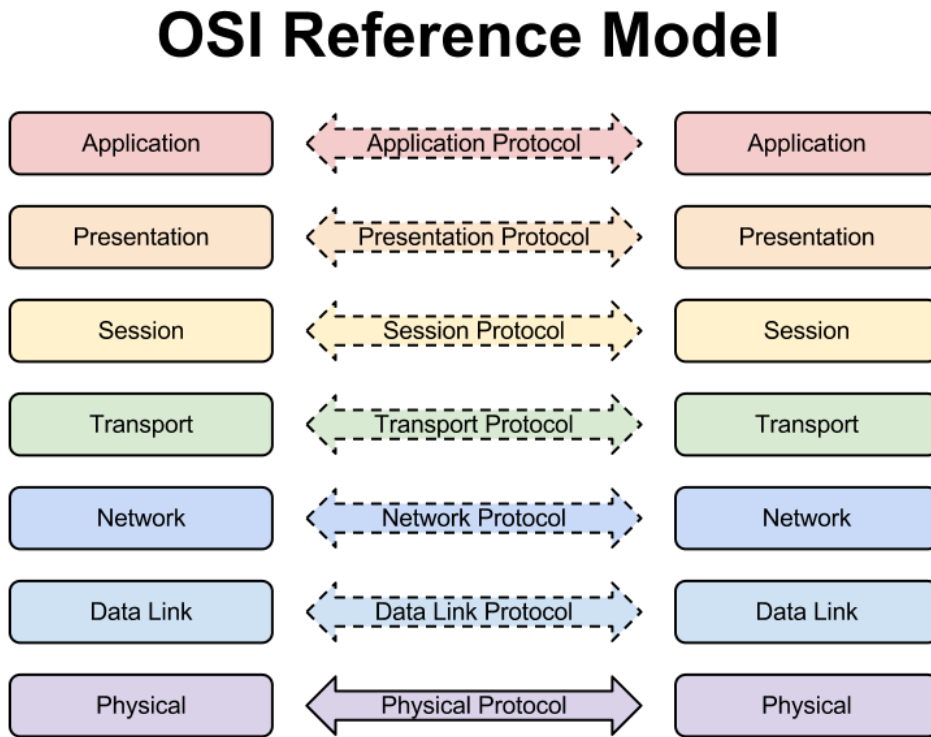 OSI Reference Model
Application
Application Protocol
Application
Presentation
Presentation Protocol
Presentation
Session
Session Protocol
Session
Transport
Transport Protocol
Transport
Network
Network Protocol
Network
Data Link
Data Link Protocol
Data Link
Physical
Physical Protocol
Physical